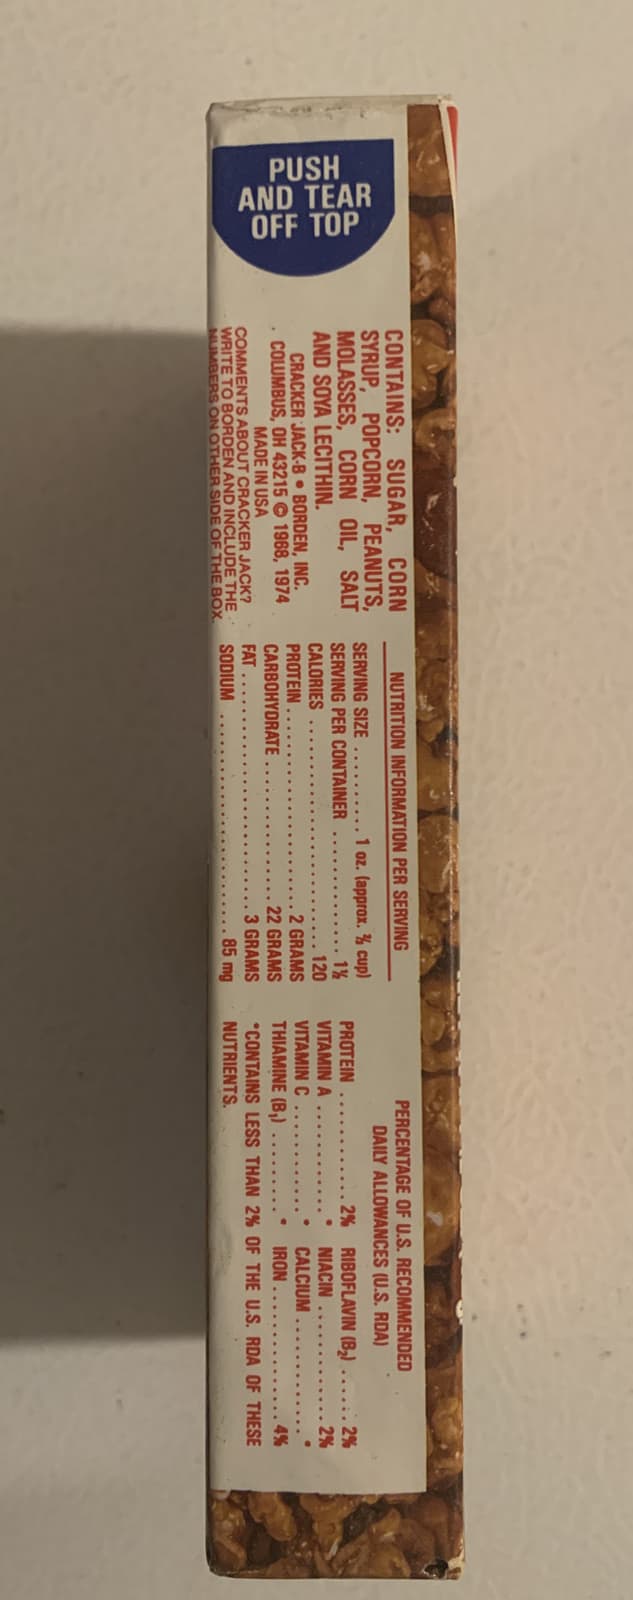 PUSH
AND TEAR
OFF TOP
CONTAINS: SUGAR, CORN
SYRUP, POPCORN, PEANUTS,
MOLASSES, CORN OIL, SALT
AND SOYA LECITHIN.
CRACKER JACK-B • BORDEN, INC.
COLUMBUS, OH 43215 © 1968, 1974
MADE IN USA
COMMENTS ABOUT CRACKER JACK?
WRITE TO BORDEN AND INCLUDE THE
NUMBERS ON OTHER SIDE OF THE BOX.
NUTRITION INFORMATION PER SERVING
SERVING SIZE .......... 1 oz. (approx. ¾ cup)
SERVING PER CONTAINER ............. 1½
CALORIES ........................... 120
PROTEIN ....................... 2 GRAMS
CARBOHYDRATE ................ 22 GRAMS
FAT .......................... 3 GRAMS
SODIUM ........................ 85 mg
PERCENTAGE OF U.S. RECOMMENDED
DAILY ALLOWANCES (U.S. RDA)
PROTEIN ........... 2% RIBOFLAVIN (B₂) ...... 2%
VITAMIN A .......... * NIACIN .............. 2%
VITAMIN C .......... * CALCIUM ............. *
THIAMINE (B₁) ....... * IRON ................ 4%
*CONTAINS LESS THAN 2% OF THE U.S. RDA OF THESE
NUTRIENTS.